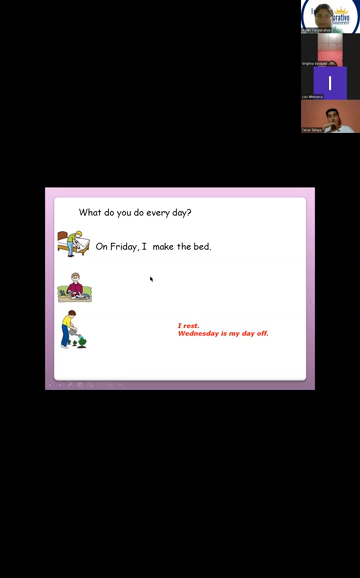 What do you do every day?
On Friday, I make the bed.
I rest.
Wednesday is my day off.
I